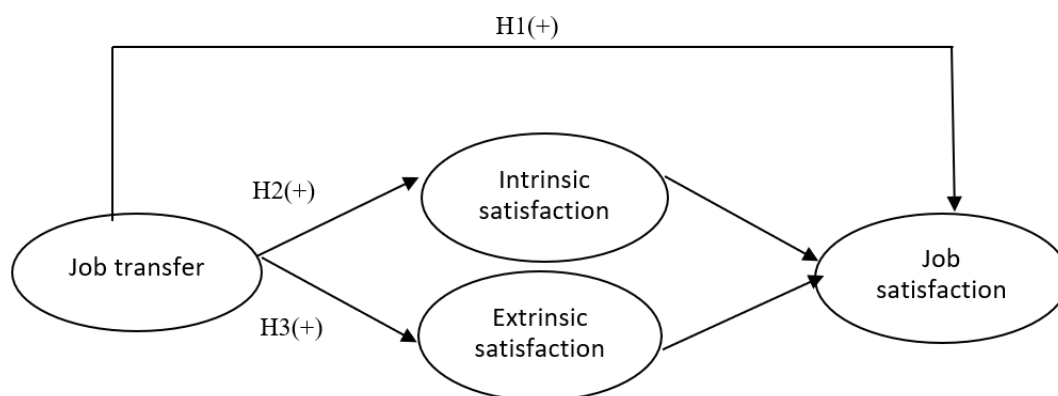 H1(+)
Intrinsic
satisfaction
H2(+)
Job transfer
Job
satisfaction
H3(+)
Extrinsic
satisfaction